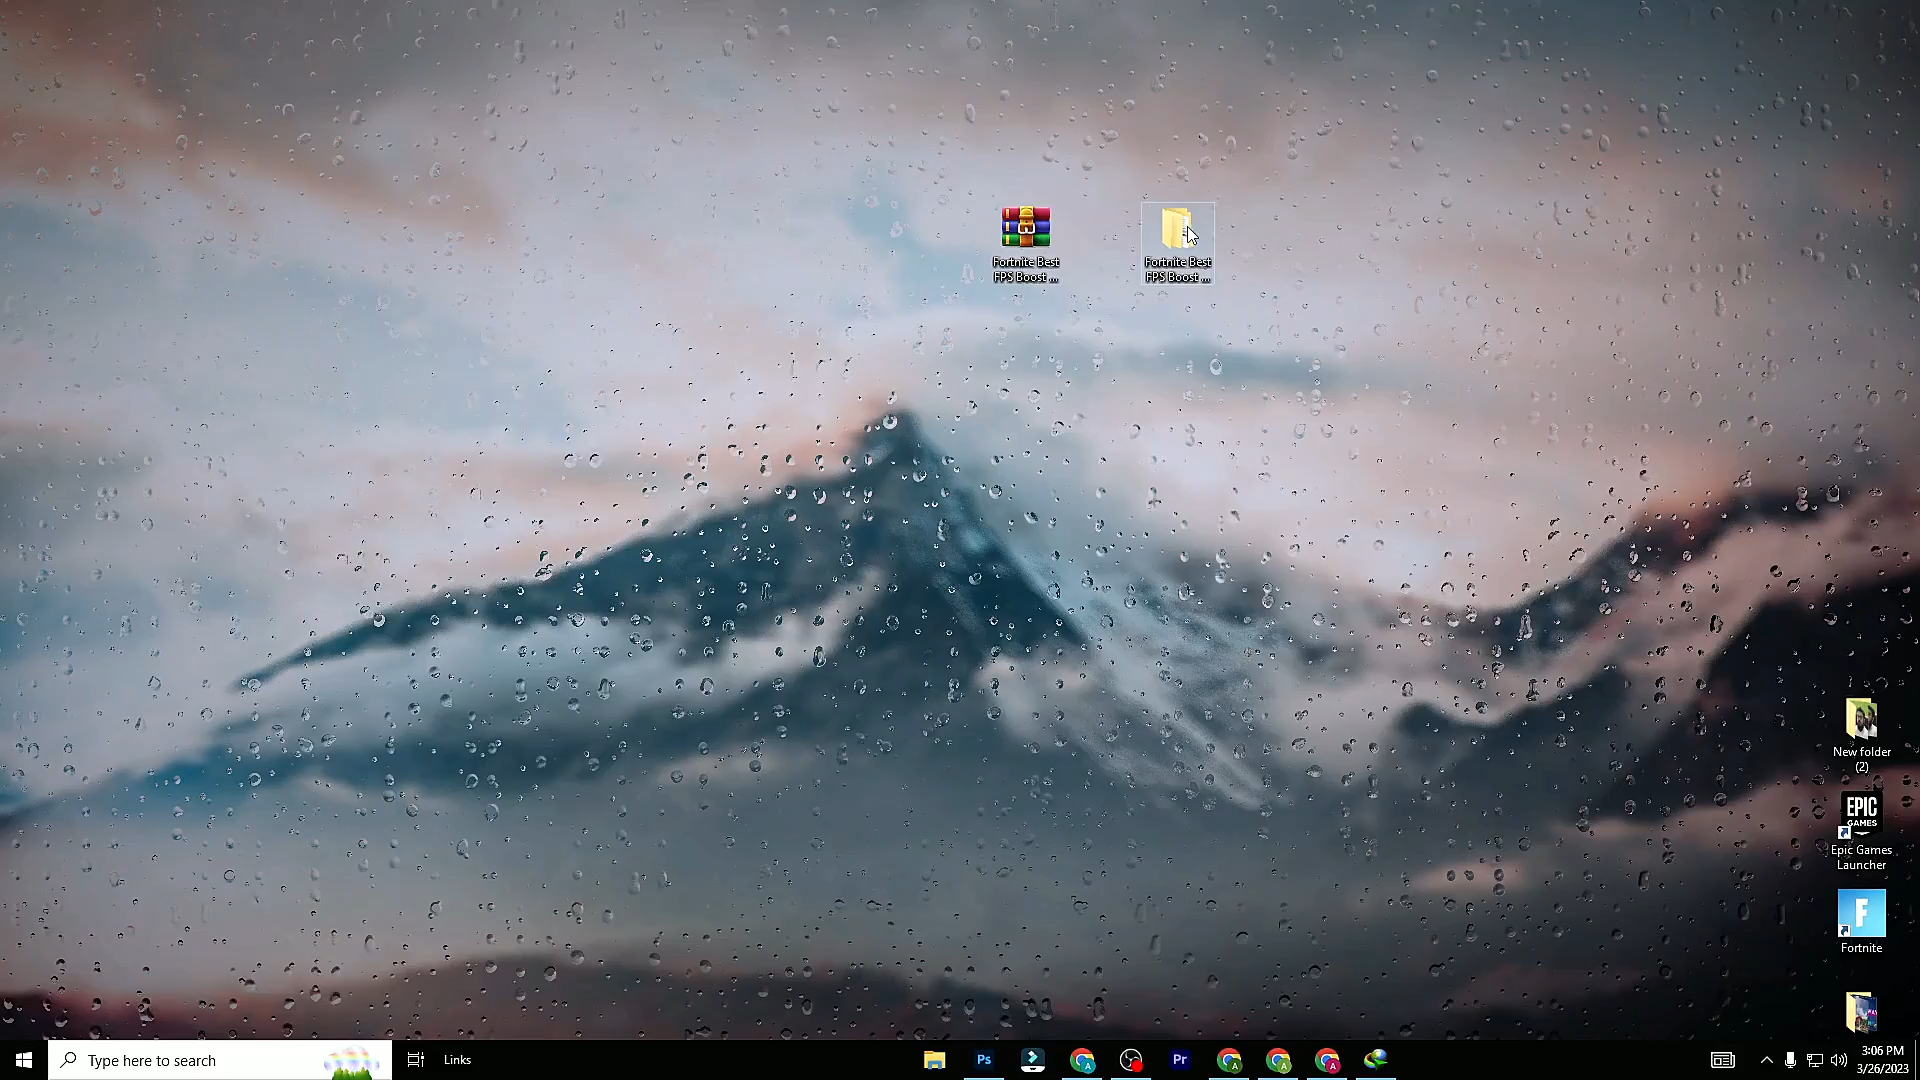 Fortnite Best
FPS Boost ...
Fortnite Best
FPS Boost ...
New folder
(2)
EPIC
GAMES
Epic Games
Launcher
F
Fortnite
Type here to search
Links
Ps
A
Pr
A
A
A
3:06 PM
3/26/2023